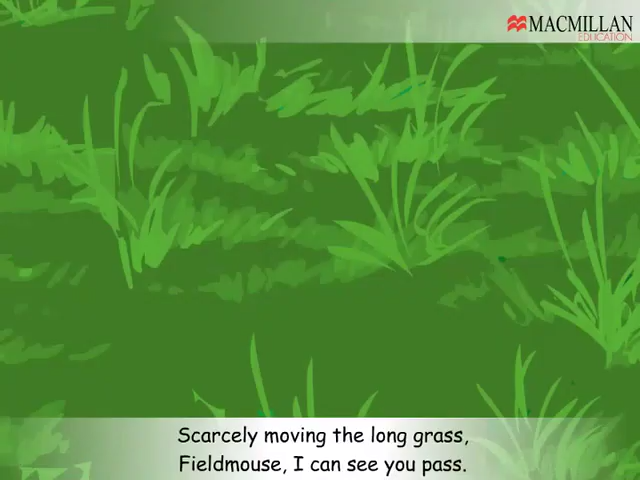 MACMILLAN
EDUCATION
Scarcely moving the long grass,
Fieldmouse, I can see you pass.